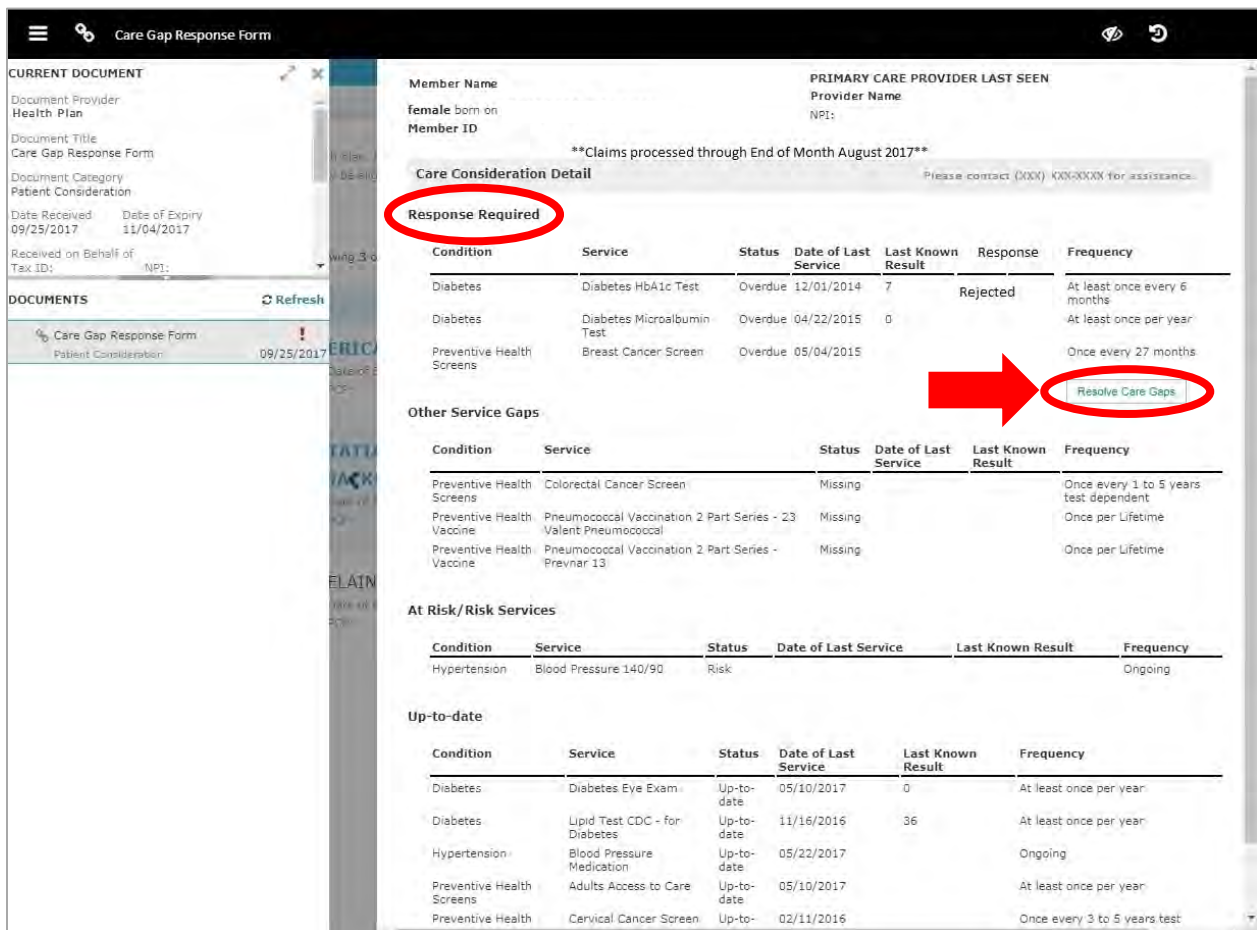 Care Gap Response Form
CURRENT DOCUMENT
Document Provider
Health Plan
Document Title
Care Gap Response Form
Document Category
Patient Consideration
Date Received Date of Expiry
09/25/2017 11/04/2017
Received on Behalf of
Tax ID: NPI:
DOCUMENTS Refresh
Care Gap Response Form !
Patient Consideration 09/25/2017
Member Name
female born on
Member ID
PRIMARY CARE PROVIDER LAST SEEN
Provider Name
NPI:
**Claims processed through End of Month August 2017**
Care Consideration Detail Please contact (XXX) XXX-XXXX for assistance.
Response Required
Condition Service Status Date of Last Last Known Response Frequency
Service Result
Diabetes Diabetes HbA1c Test Overdue 12/01/2014 7 Rejected At least once every 6
months
Diabetes Diabetes Microalbumin Overdue 04/22/2015 0 At least once per year
Test
Preventive Health Breast Cancer Screen Overdue 05/04/2015 Once every 27 months
Screens
Resolve Care Gaps
Other Service Gaps
Condition Service Status Date of Last Last Known Frequency
Service Result
Preventive Health Colorectal Cancer Screen Missing Once every 1 to 5 years
Screens test dependent
Preventive Health Pneumococcal Vaccination 2 Part Series - 23 Missing Once per Lifetime
Vaccine Valent Pneumococcal
Preventive Health Pneumococcal Vaccination 2 Part Series - Missing Once per Lifetime
Vaccine Prevnar 13
At Risk/Risk Services
Condition Service Status Date of Last Service Last Known Result Frequency
Hypertension Blood Pressure 140/90 Risk Ongoing
Up-to-date
Condition Service Status Date of Last Last Known Frequency
Service Result
Diabetes Diabetes Eye Exam Up-to- 05/10/2017 0 At least once per year
date
Diabetes Lipid Test CDC - for Up-to- 11/16/2016 36 At least once per year
Diabetes date
Hypertension Blood Pressure Up-to- 05/22/2017 Ongoing
Medication date
Preventive Health Adults Access to Care Up-to- 05/10/2017 At least once per year
Screens date
Preventive Health Cervical Cancer Screen Up-to- 02/11/2016 Once every 3 to 5 years test